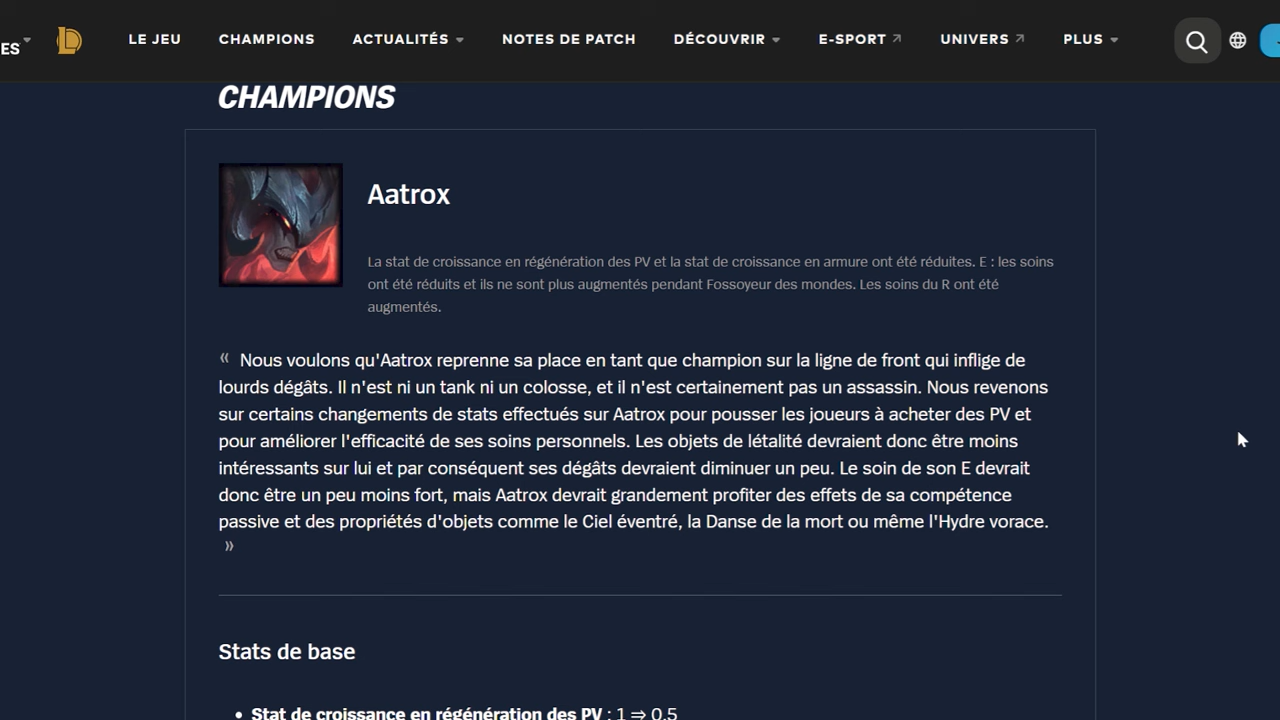 ES
LE JEU CHAMPIONS ACTUALITÉS NOTES DE PATCH DÉCOUVRIR E-SPORT UNIVERS PLUS
CHAMPIONS
Aatrox
La stat de croissance en régénération des PV et la stat de croissance en armure ont été réduites. E : les soins
ont été réduits et ils ne sont plus augmentés pendant Fossoyeur des mondes. Les soins du R ont été
augmentés.
« Nous voulons qu'Aatrox reprenne sa place en tant que champion sur la ligne de front qui inflige de
lourds dégâts. Il n'est ni un tank ni un colosse, et il n'est certainement pas un assassin. Nous revenons
sur certains changements de stats effectués sur Aatrox pour pousser les joueurs à acheter des PV et
pour améliorer l'efficacité de ses soins personnels. Les objets de létalité devraient donc être moins
intéressants sur lui et par conséquent ses dégâts devraient diminuer un peu. Le soin de son E devrait
donc être un peu moins fort, mais Aatrox devrait grandement profiter des effets de sa compétence
passive et des propriétés d'objets comme le Ciel éventré, la Danse de la mort ou même l'Hydre vorace.
»
Stats de base
• Stat de croissance en régénération des PV : 1 ⇒ 0,5